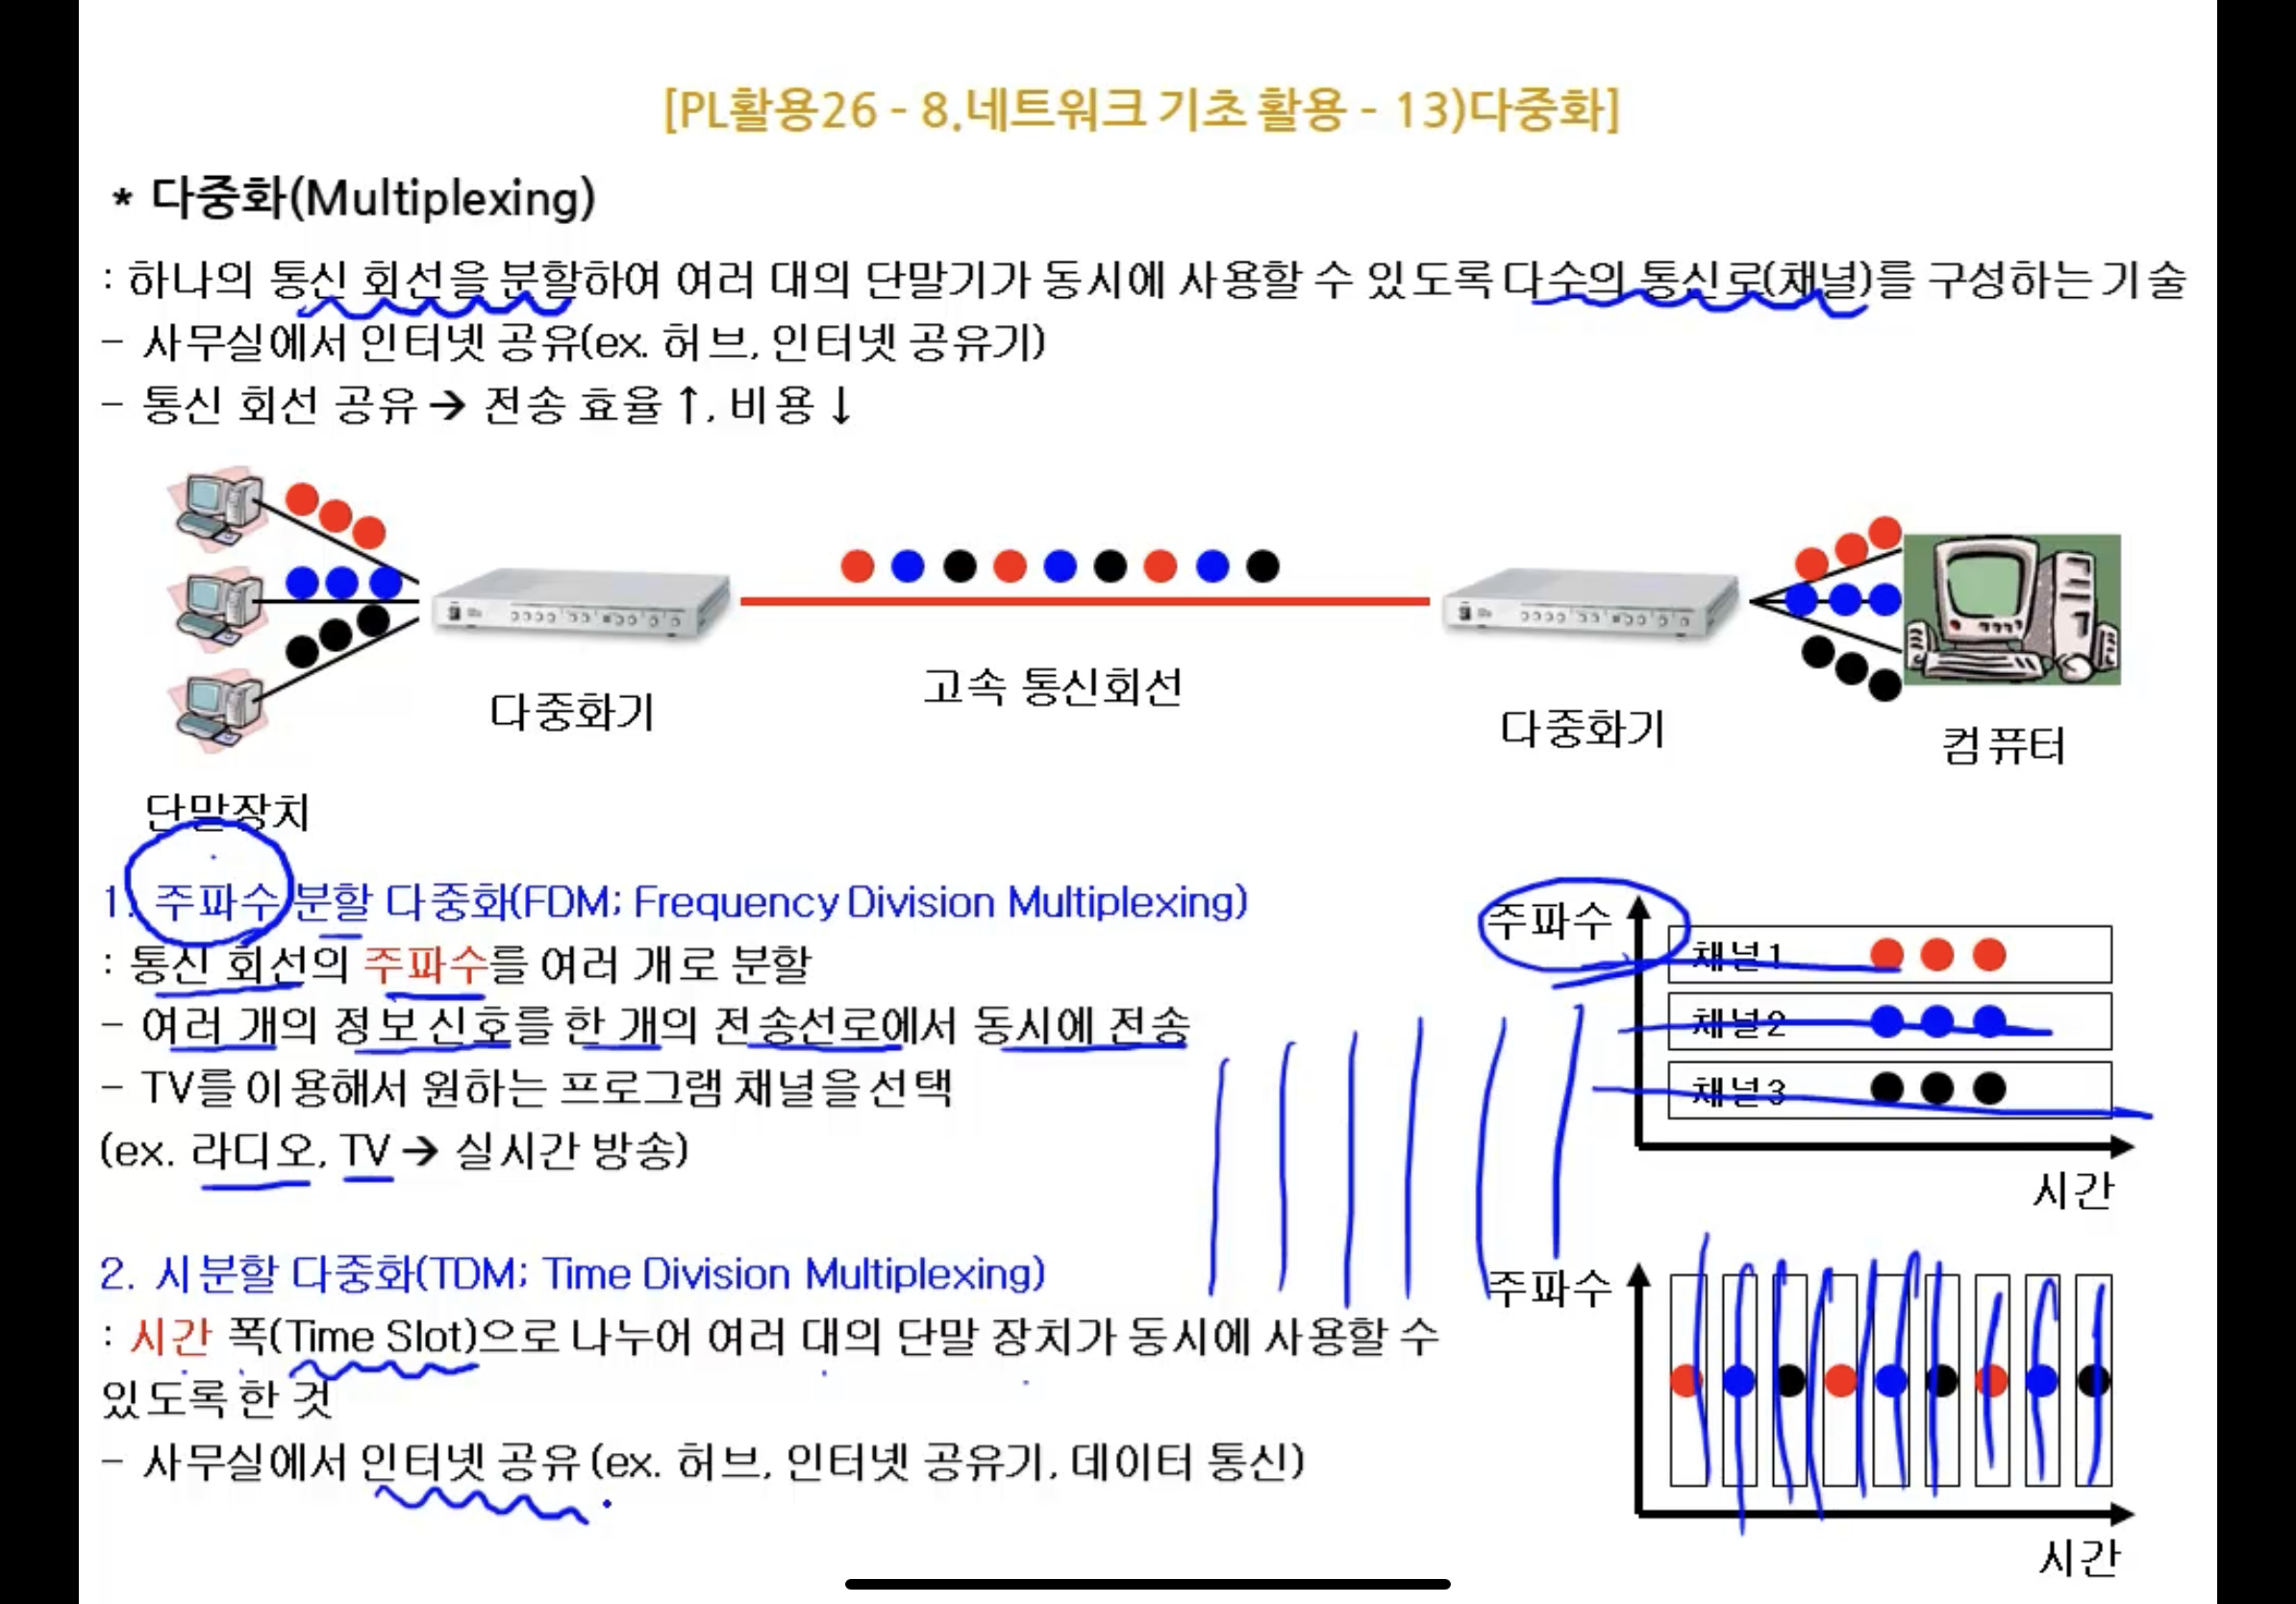 [PL활용26 - 8.네트워크 기초 활용 - 13)다중화]
* 다중화(Multiplexing)
: 하나의 통신 회선을 분할하여 여러 대의 단말기가 동시에 사용할 수 있도록 다수의 통신로(채널)를 구성하는 기술
- 사무실에서 인터넷 공유(ex. 허브, 인터넷 공유기)
- 통신 회선 공유 → 전송 효율 ↑, 비용 ↓
고속 통신회선
다중화기
다중화기
컴퓨터
단말장치
1. 주파수 분할 다중화(FDM; Frequency Division Multiplexing)
: 통신 회선의 주파수를 여러 개로 분할
- 여러 개의 정보 신호를 한 개의 전송선로에서 동시에 전송
- TV를 이용해서 원하는 프로그램 채널을 선택
(ex. 라디오, TV → 실시간 방송)
주파수
채널1
채널2
채널3
시간
2. 시분할 다중화(TDM; Time Division Multiplexing)
: 시간 폭(Time Slot)으로 나누어 여러 대의 단말 장치가 동시에 사용할 수
있도록 한 것
- 사무실에서 인터넷 공유 (ex. 허브, 인터넷 공유기, 데이터 통신)
주파수
시간